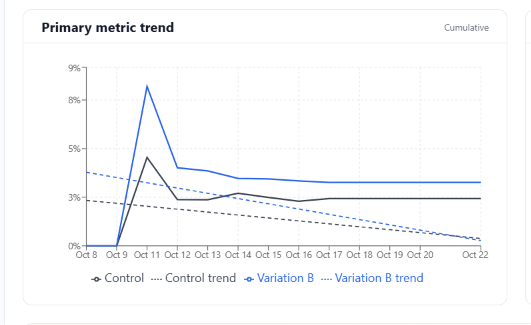 Primary metric trend
Cumulative
9%
8%
5%
3%
0%
Oct 8 Oct 9 Oct 11 Oct 12 Oct 13 Oct 14 Oct 15 Oct 16 Oct 17 Oct 18 Oct 19 Oct 20 Oct 22
Control Control trend Variation B Variation B trend